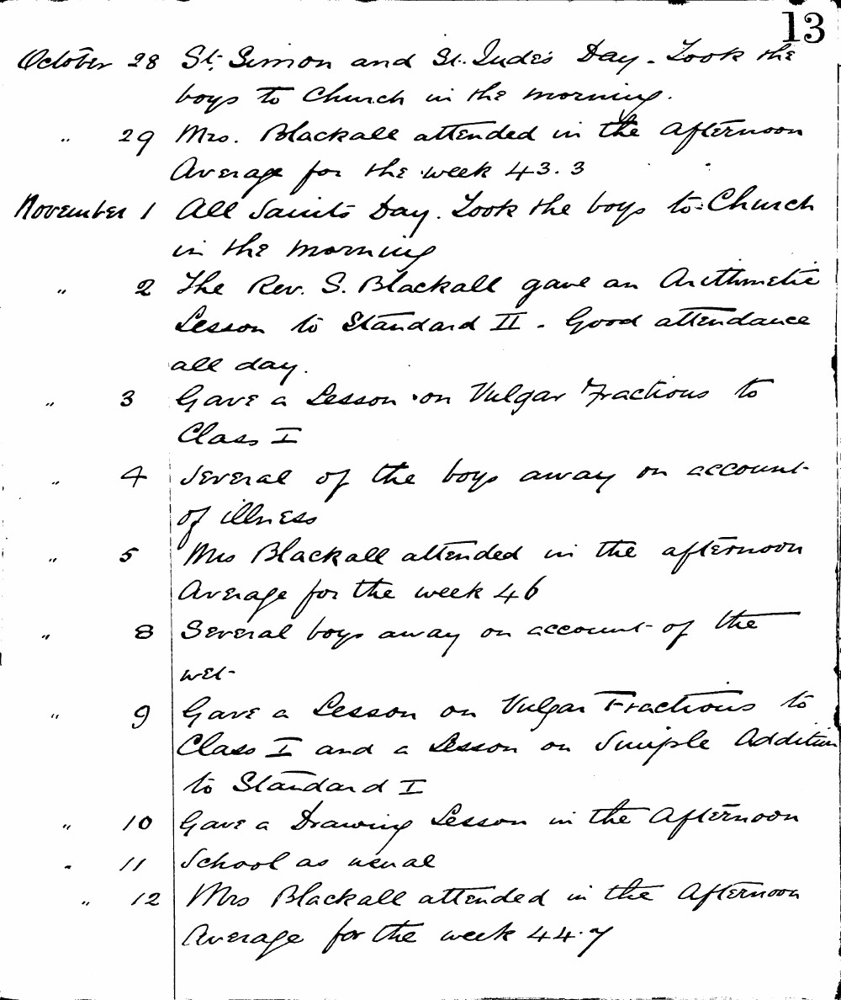 13
October 28 St. Simon and St. Jude's Day. Took the
boys to Church in the morning.
" 29 Mrs. Blackall attended in the Afternoon
Average for the week 43.3
November 1 All Saints Day. Took the boys to Church
in the morning
" 2 The Rev. S. Blackall gave an Arithmetic
Lesson to Standard II. Good attendance
all day.
" 3 Gave a Lesson on Vulgar Fractions to
Class I
" 4 Several of the boys away on account
of illness
" 5 Mrs Blackall attended in the afternoon
Average for the week 46
" 8 Several boys away on account of the
wet
" 9 Gave a Lesson on Vulgar Fractions to
Class I and a Lesson on Simple Addition
to Standard I
" 10 Gave a Drawing Lesson in the Afternoon
" 11 School as usual
" 12 Mrs Blackall attended in the Afternoon
Average for the week 44.7